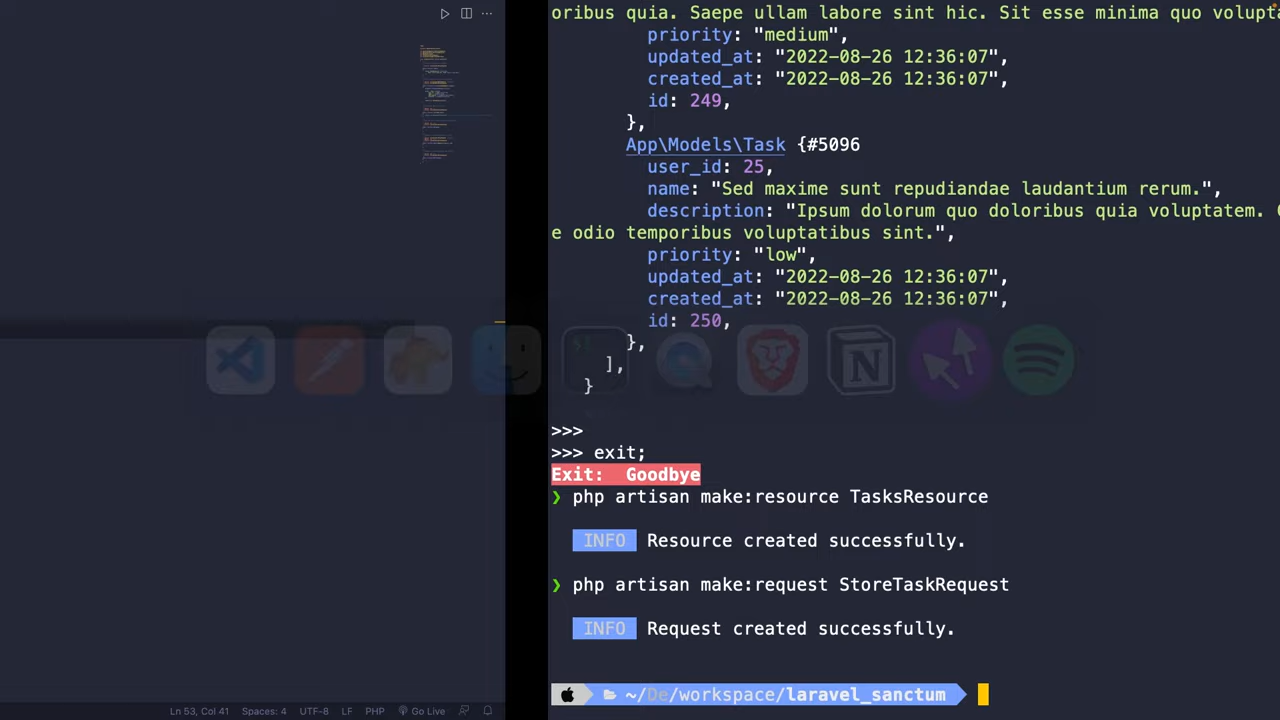 oribus quia. Saepe ullam labore sint hic. Sit esse minima quo volupta
priority: "medium",
updated_at: "2022-08-26 12:36:07",
created_at: "2022-08-26 12:36:07",
id: 249,
},
App\Models\Task {#5096
user_id: 25,
name: "Sed maxime sunt repudiandae laudantium rerum.",
description: "Ipsum dolorum quo doloribus quia voluptatem.
e odio temporibus voluptatibus sint.",
priority: "low",
updated_at: "2022-08-26 12:36:07",
created_at: "2022-08-26 12:36:07",
id: 250,
},
],
}
>>>
>>> exit;
Exit:  Goodbye
❯ php artisan make:resource TasksResource
INFO Resource created successfully.
❯ php artisan make:request StoreTaskRequest
INFO Request created successfully.
~/De/workspace/laravel_sanctum
Ln 53, Col 41 Spaces: 4 UTF-8 LF PHP Go Live